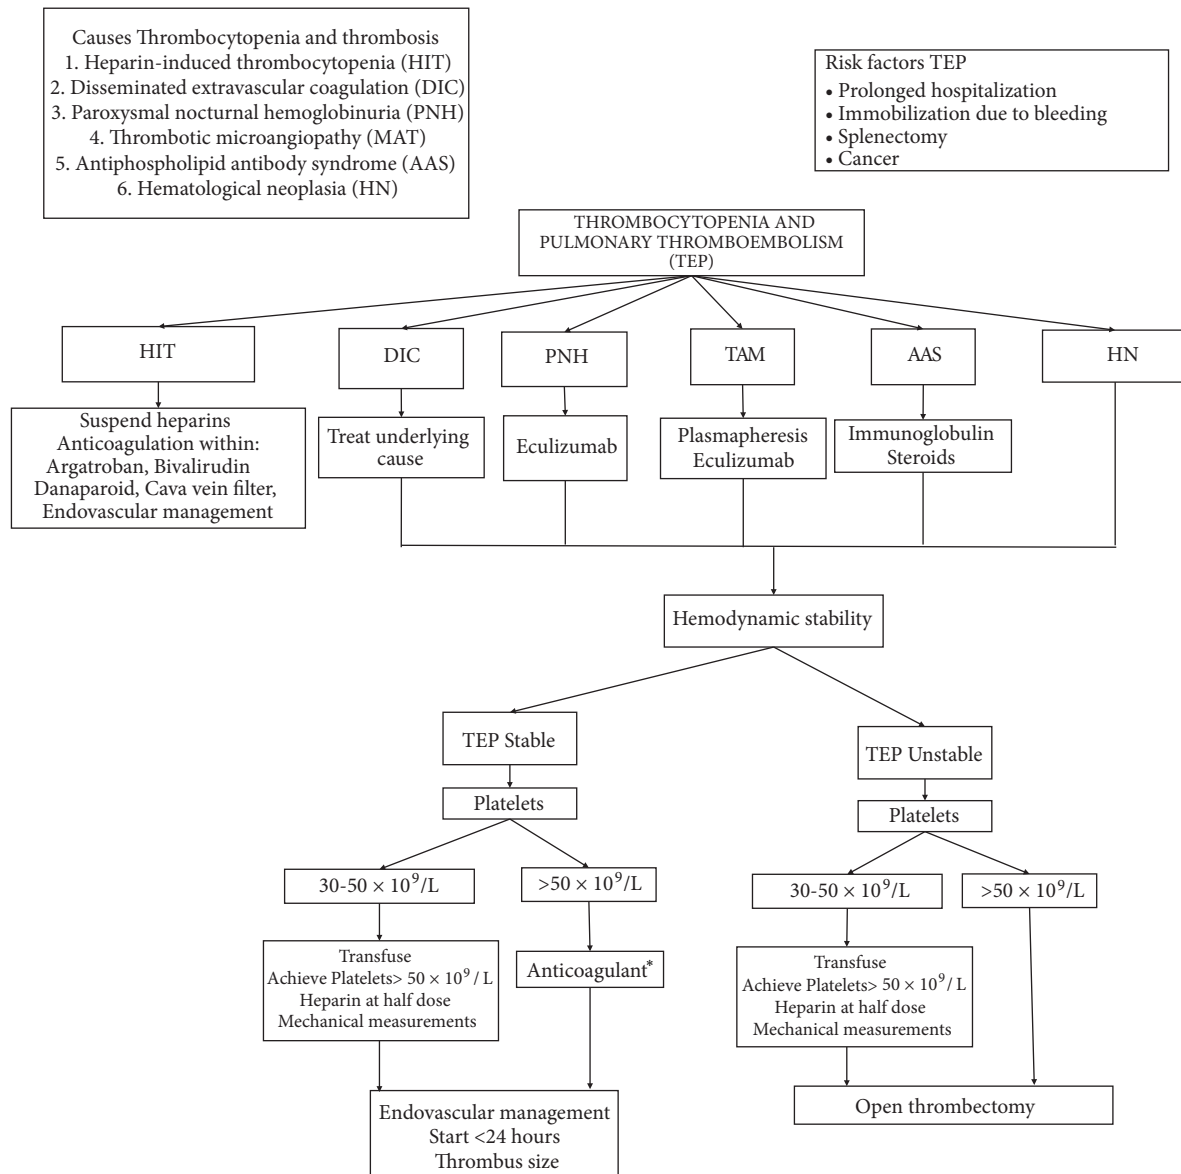 Causes Thrombocytopenia and thrombosis
1. Heparin-induced thrombocytopenia (HIT)
2. Disseminated extravascular coagulation (DIC)
3. Paroxysmal nocturnal hemoglobinuria (PNH)
4. Thrombotic microangiopathy (MAT)
5. Antiphospholipid antibody syndrome (AAS)
6. Hematological neoplasia (HN)
Risk factors TEP
• Prolonged hospitalization
• Immobilization due to bleeding
• Splenectomy
• Cancer
THROMBOCYTOPENIA AND
PULMONARY THROMBOEMBOLISM
(TEP)
HIT
DIC
PNH
TAM
AAS
HN
Suspend heparins
Anticoagulation within:
Argatroban, Bivalirudin
Danaparoid, Cava vein filter,
Endovascular management
Treat underlying
cause
Eculizumab
Plasmapheresis
Eculizumab
Immunoglobulin
Steroids
Hemodynamic stability
TEP Stable
Platelets
30-50 × 10⁹/L
>50 × 10⁹/L
Transfuse
Achieve Platelets> 50 × 10⁹/L
Heparin at half dose
Mechanical measurements
Anticoagulant*
Endovascular management
Start <24 hours
Thrombus size
TEP Unstable
Platelets
30-50 × 10⁹/L
>50 × 10⁹/L
Transfuse
Achieve Platelets> 50 × 10⁹/L
Heparin at half dose
Mechanical measurements
Open thrombectomy